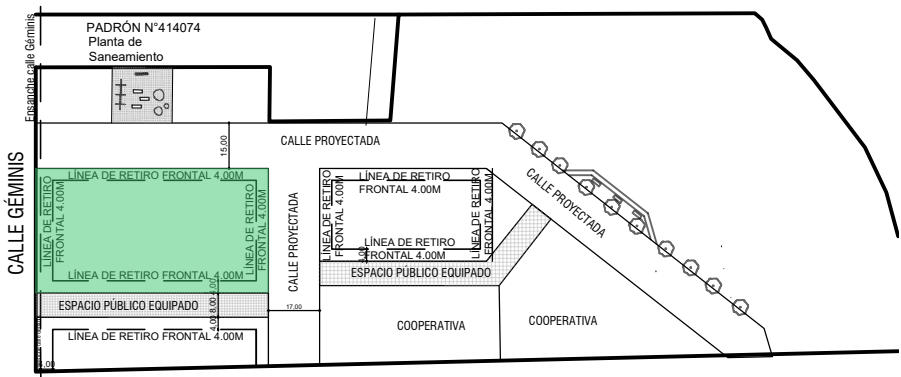 PADRÓN N°414074
Planta de
Saneamiento
Ensanche calle Géminis
CALLE GÉMINIS
CALLE PROYECTADA
15,00
LÍNEA DE RETIRO FRONTAL 4.00M
LÍNEA DE RETIRO
FRONTAL 4.00M
LÍNEA DE RETIRO
FRONTAL 4.00M
LÍNEA DE RETIRO FRONTAL 4.00M
CALLE PROYECTADA
LÍNEA DE RETIRO
FRONTAL 4.00M
LÍNEA DE RETIRO
FRONTAL 4.00M
LÍNEA DE RETIRO
FRONTAL 4.00M
LÍNEA DE RETIRO
FRONTAL 4.00M
CALLE PROYECTADA
ESPACIO PÚBLICO EQUIPADO
4,00
8,00
4,00
ESPACIO PÚBLICO EQUIPADO
17,00
LÍNEA DE RETIRO FRONTAL 4.00M
COOPERATIVA
COOPERATIVA